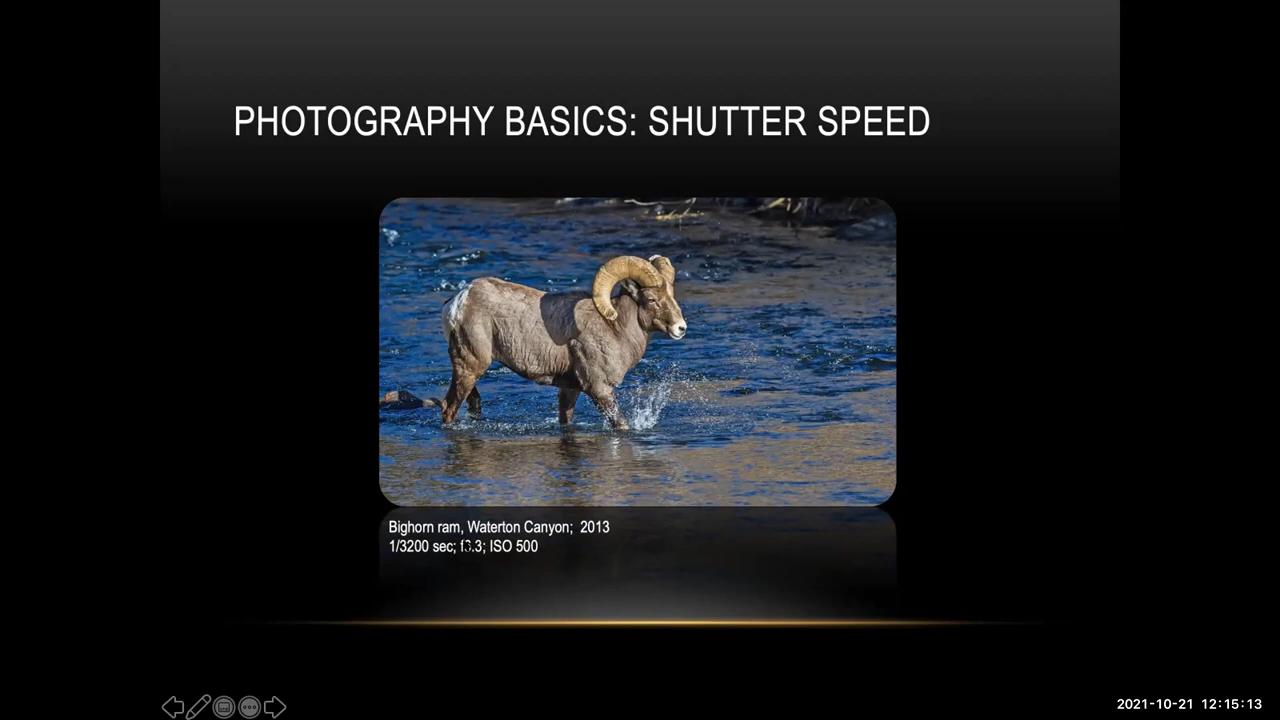 PHOTOGRAPHY BASICS: SHUTTER SPEED
Bighorn ram, Waterton Canyon; 2013
1/3200 sec; ISO 500
2021-10-21 12:15:13